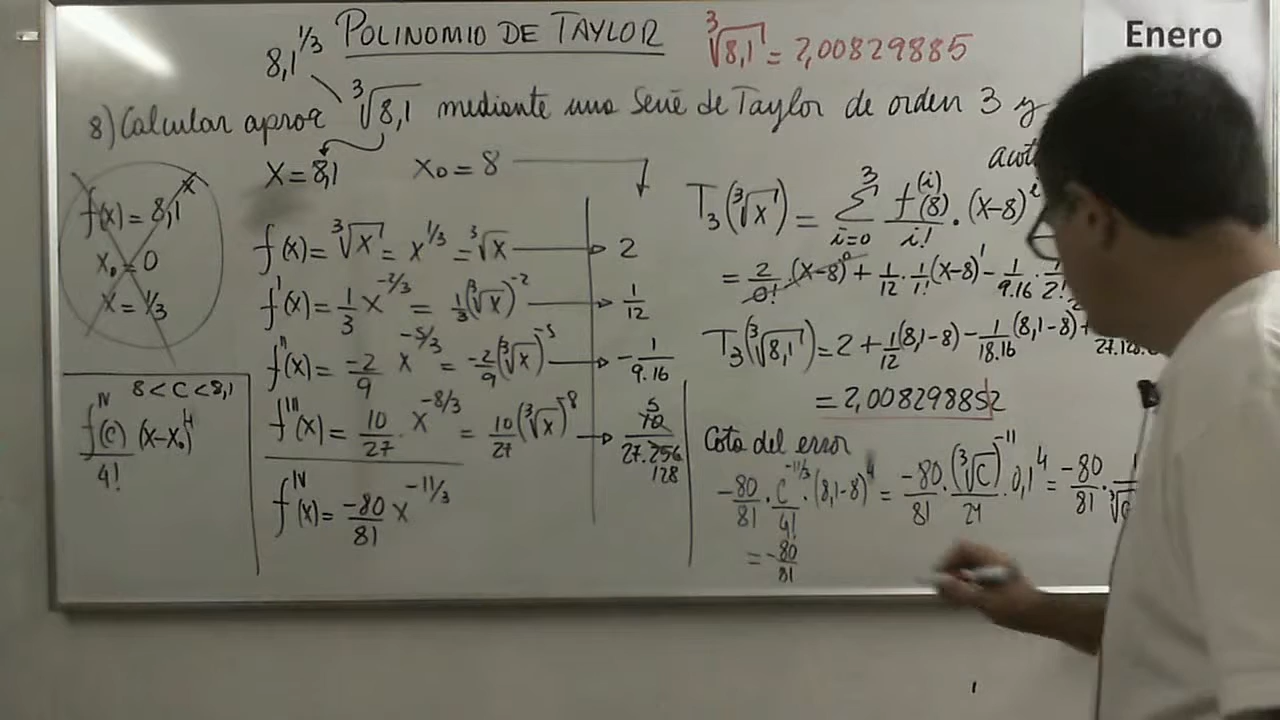 POLINOMIO DE TAYLOR
∛8,1 = 2,00829885
Enero
8,1^1/3
8) Calcular aprox ∛8,1 mediante una Serie de Taylor de orden 3 y
X = 8,1
X₀ = 8
f(x) = 8,1^x
X₀ = 0
X = 1/3
f(x) = ∛x = x^1/3 = ∛x → 2
f'(x) = 1/3 x^-2/3 = 1/3 (∛x)^-2 → 1/12
f''(x) = -2/9 x^-5/3 = -2/9 (∛x)^-5 → -1/9.16
f'''(x) = 10/27 · x^-8/3 = 10/27 (∛x)^-8 → 10/27.256 5 128
f^IV(x) = -80/81 x^-11/3
8 < c < 8,1
f^IV(c)/4! (x-x₀)^4
T₃(∛x) = Σ i=0 3 f^(i)(8)/i! · (x-8)^i
= 2/0! (x-8)^0 + 1/12 · 1/1! (x-8)^1 - 1/9.16 · 1/2!
T₃(∛8,1) = 2 + 1/12 (8,1-8) - 1/18.16 (8,1-8)
= 2,0082988552
Cota del error
-80/81 · c^-11/3/4! · (8,1-8)^4 = -80/81 · (∛c)^-11/24 · 0,1^4 = -80/81 ·
= -80/81